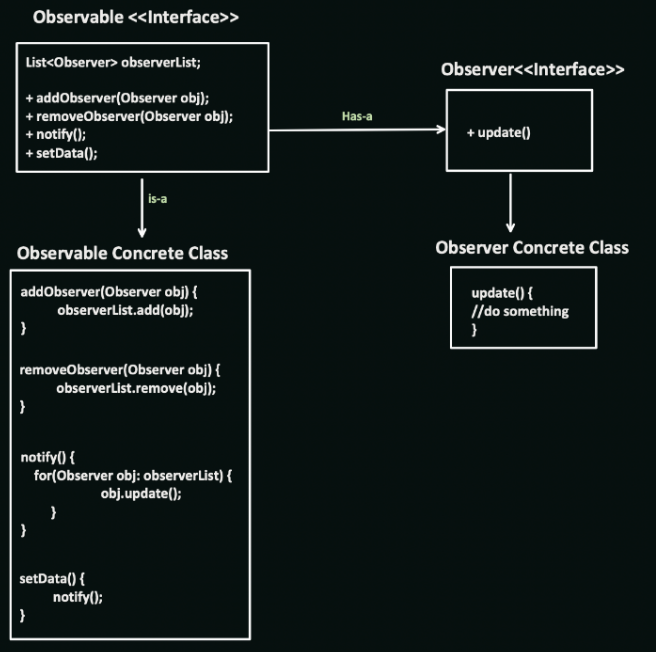 Observable <<Interface>>
List<Observer> observerList;
+ addObserver(Observer obj);
+ removeObserver(Observer obj);
+ notify();
+ setData();
Has-a
Observer<<Interface>>
+ update()
is-a
Observable Concrete Class
addObserver(Observer obj) {
observerList.add(obj);
}
removeObserver(Observer obj) {
observerList.remove(obj);
}
notify() {
for(Observer obj: observerList) {
obj.update();
}
}
setData() {
notify();
}
Observer Concrete Class
update() {
//do something
}